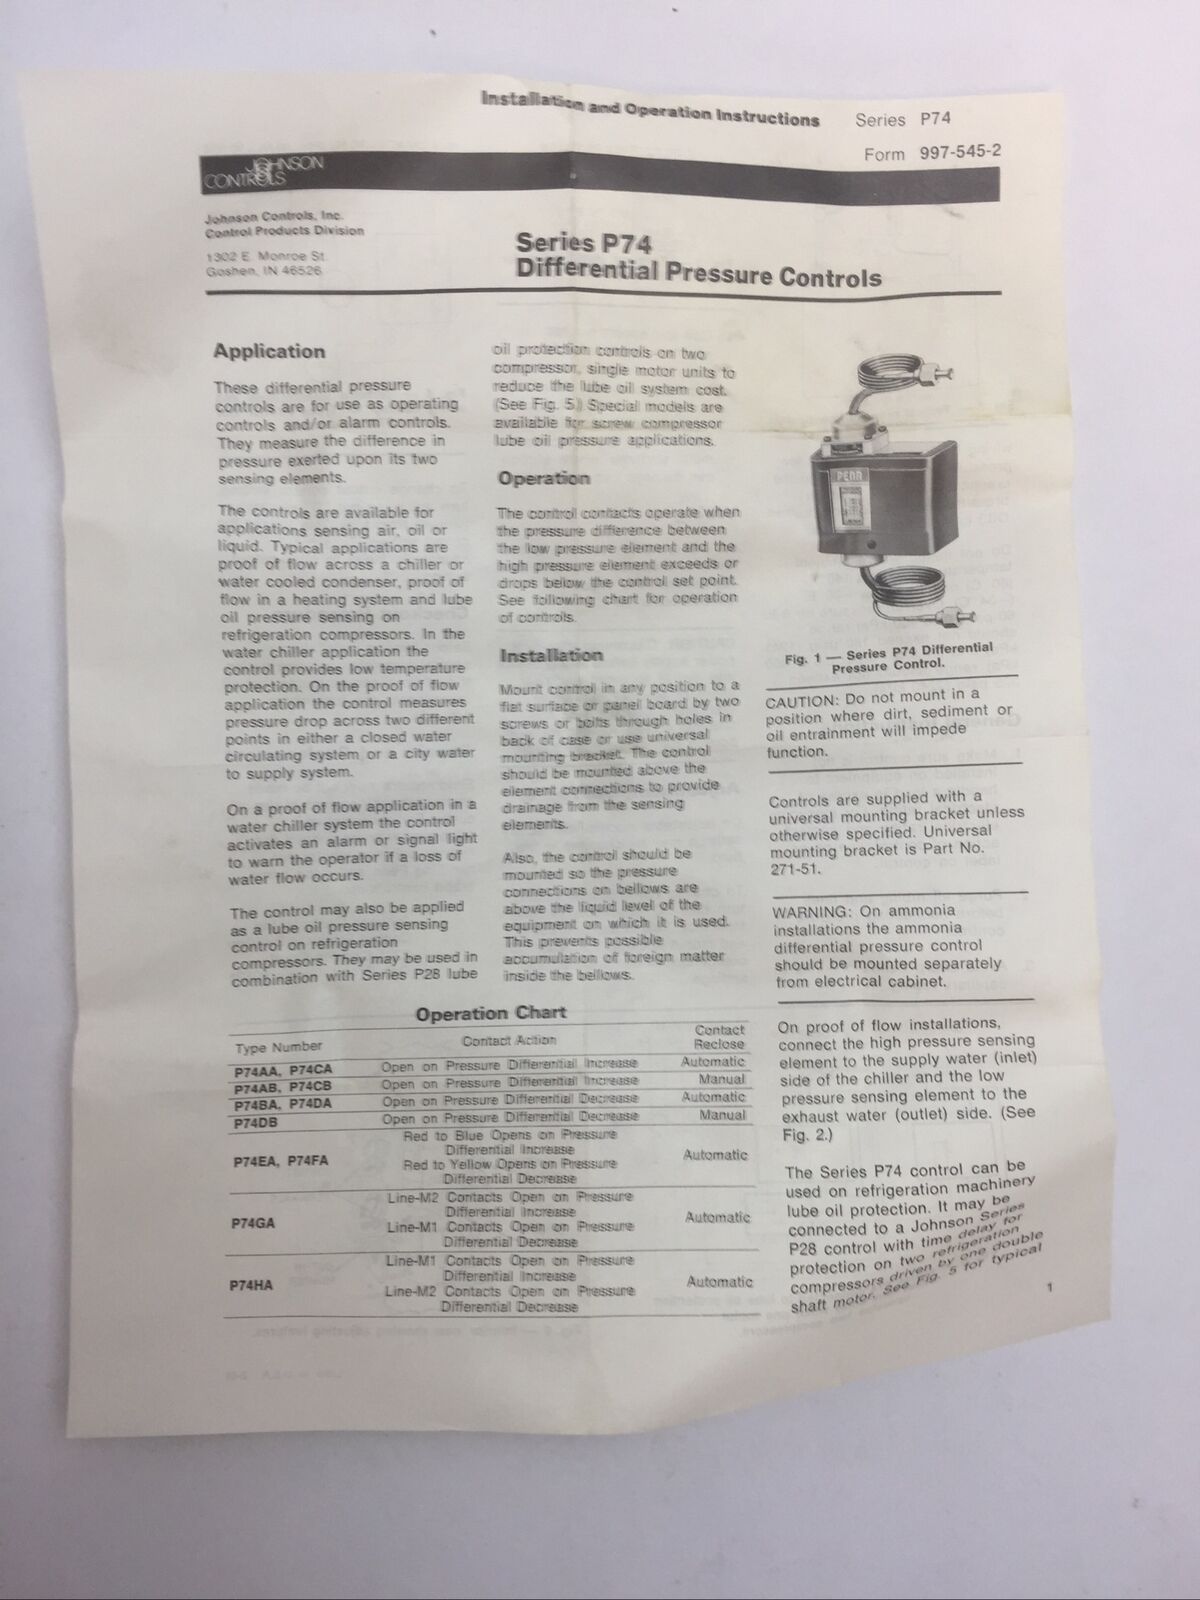 Installation and Operation Instructions
Series P74
Form 997-545-2
JOHNSON
CONTROLS
Johnson Controls, Inc.
Control Products Division
1302 E. Monroe St.
Goshen, IN 46526
Series P74
Differential Pressure Controls
Application
These differential pressure
controls are for use as operating
controls and/or alarm controls.
They measure the difference in
pressure exerted upon its two
sensing elements.
The controls are available for
applications sensing air, oil or
liquid. Typical applications are
proof of flow across a chiller or
water cooled condenser, proof of
flow in a heating system and lube
oil pressure sensing on
refrigeration compressors. In the
water chiller application the
control provides low temperature
protection. On the proof of flow
application the control measures
pressure drop across two different
points in either a closed water
circulating system or a city water
to supply system.
On a proof of flow application in a
water chiller system the control
activates an alarm or signal light
to warn the operator if a loss of
water flow occurs.
The control may also be applied
as a lube oil pressure sensing
control on refrigeration
compressors. They may be used in
combination with Series P28 lube
oil protection controls on two
compressor, single motor units to
reduce the lube oil system cost.
(See Fig. 5.) Special models are
available for screw compressor
lube oil pressure applications.
Operation
The control contacts operate when
the pressure difference between
the low pressure element and the
high pressure element exceeds or
drops below the control set point.
See following chart for operation
of controls.
Installation
Mount control in any position to a
flat surface or panel board by two
screws or bolts through holes in
back of case or use universal
mounting bracket. The control
should be mounted above the
element connections to provide
drainage from the sensing
elements.
Also, the control should be
mounted so the pressure
connections on bellows are
above the liquid level of the
equipment on which it is used.
This prevents possible
accumulation of foreign matter
inside the bellows.
PENN
Fig. 1 — Series P74 Differential
Pressure Control.
CAUTION: Do not mount in a
position where dirt, sediment or
oil entrainment will impede
function.
Controls are supplied with a
universal mounting bracket unless
otherwise specified. Universal
mounting bracket is Part No.
271-51.
WARNING: On ammonia
installations the ammonia
differential pressure control
should be mounted separately
from electrical cabinet.
On proof of flow installations,
connect the high pressure sensing
element to the supply water (inlet)
side of the chiller and the low
pressure sensing element to the
exhaust water (outlet) side. (See
Fig. 2.)
The Series P74 control can be
used on refrigeration machinery
lube oil protection. It may be
connected to a Johnson Series
P28 control with time delay for
protection on two refrigeration
compressors driven by one double
shaft motor. See Fig. 5 for typical
Operation Chart
Type Number Contact Action Contact Reclose
P74AA, P74CA Open on Pressure Differential Increase Automatic
P74AB, P74CB Open on Pressure Differential Increase Manual
P74BA, P74DA Open on Pressure Differential Decrease Automatic
P74DB Open on Pressure Differential Decrease Manual
Red to Blue Opens on Pressure
Differential Increase
P74EA, P74FA Automatic
Red to Yellow Opens on Pressure
Differential Decrease
Line-M2 Contacts Open on Pressure
Differential Increase
P74GA Automatic
Line-M1 Contacts Open on Pressure
Differential Decrease
Line-M1 Contacts Open on Pressure
Differential Increase
P74HA Automatic
Line-M2 Contacts Open on Pressure
Differential Decrease
1